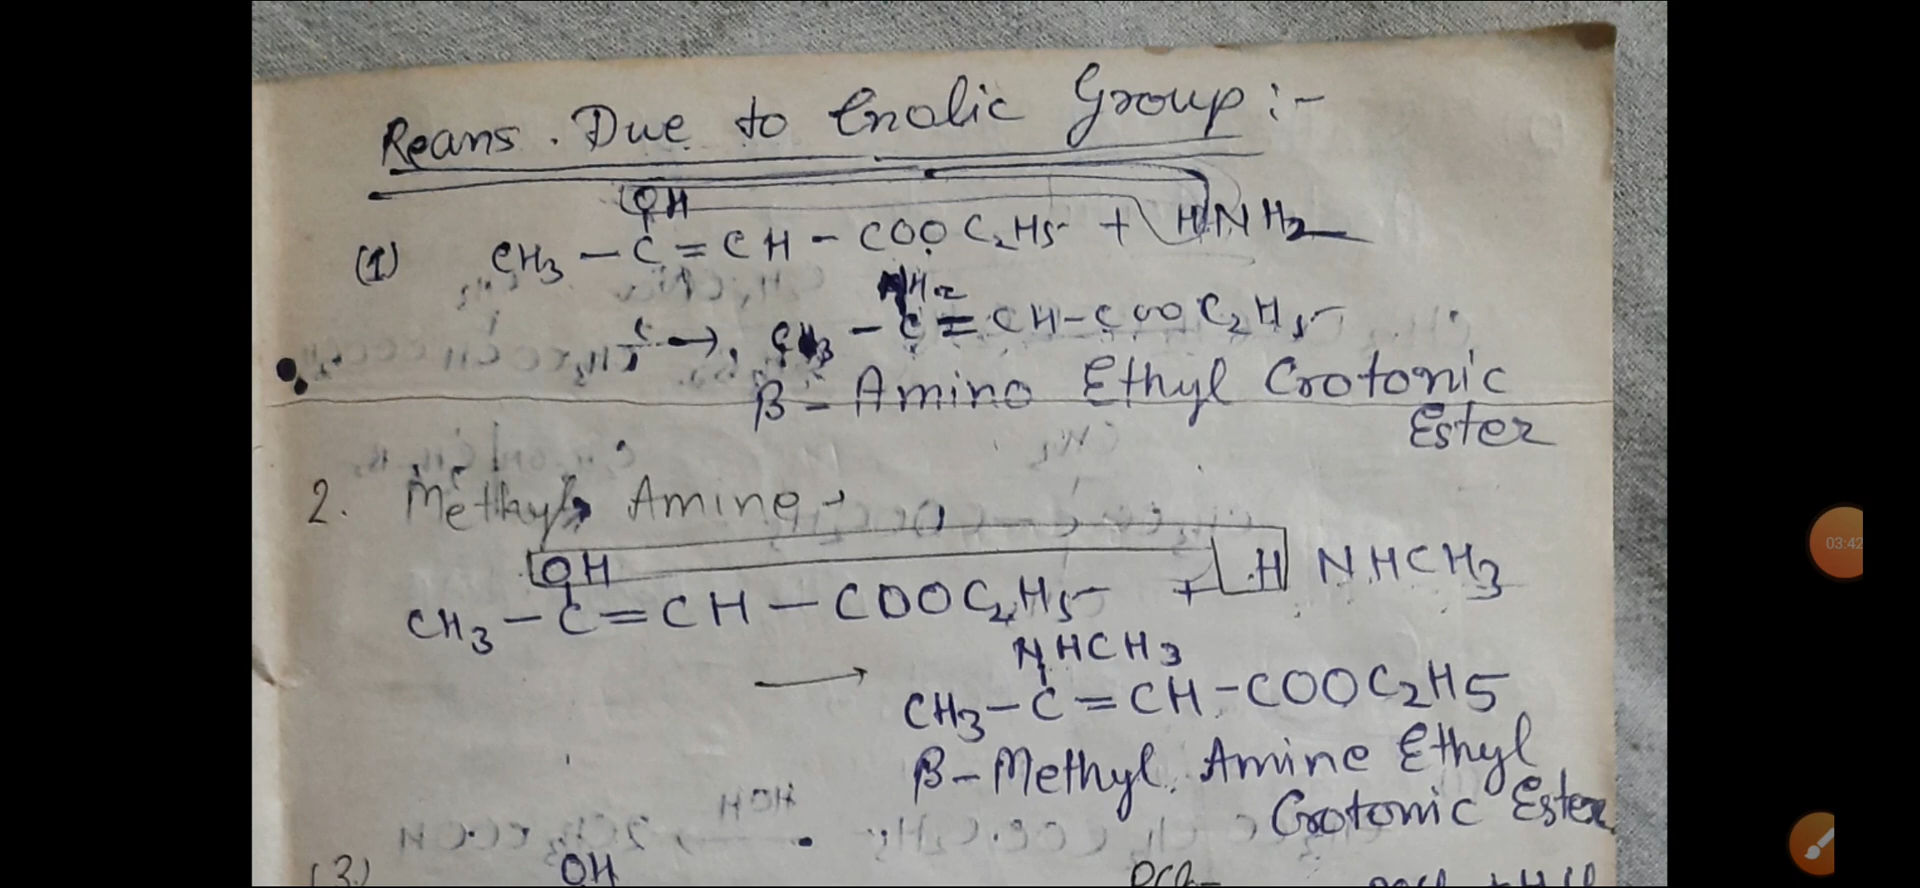 Reans. Due to Enolic Group :-
OH
(1) CH3 - C = CH - COOC2H5 + HNH2
NH2
→ CH3 - C = CH - COOC2H5
β - Amino Ethyl Crotonic
Ester
2. Methyl Amine →
OH
CH3 - C = CH - COOC2H5 + H NHCH3
NHCH3
→ CH3 - C = CH - COOC2H5
β - Methyl Amine Ethyl
Crotonic Ester
(3)
OH
03:42